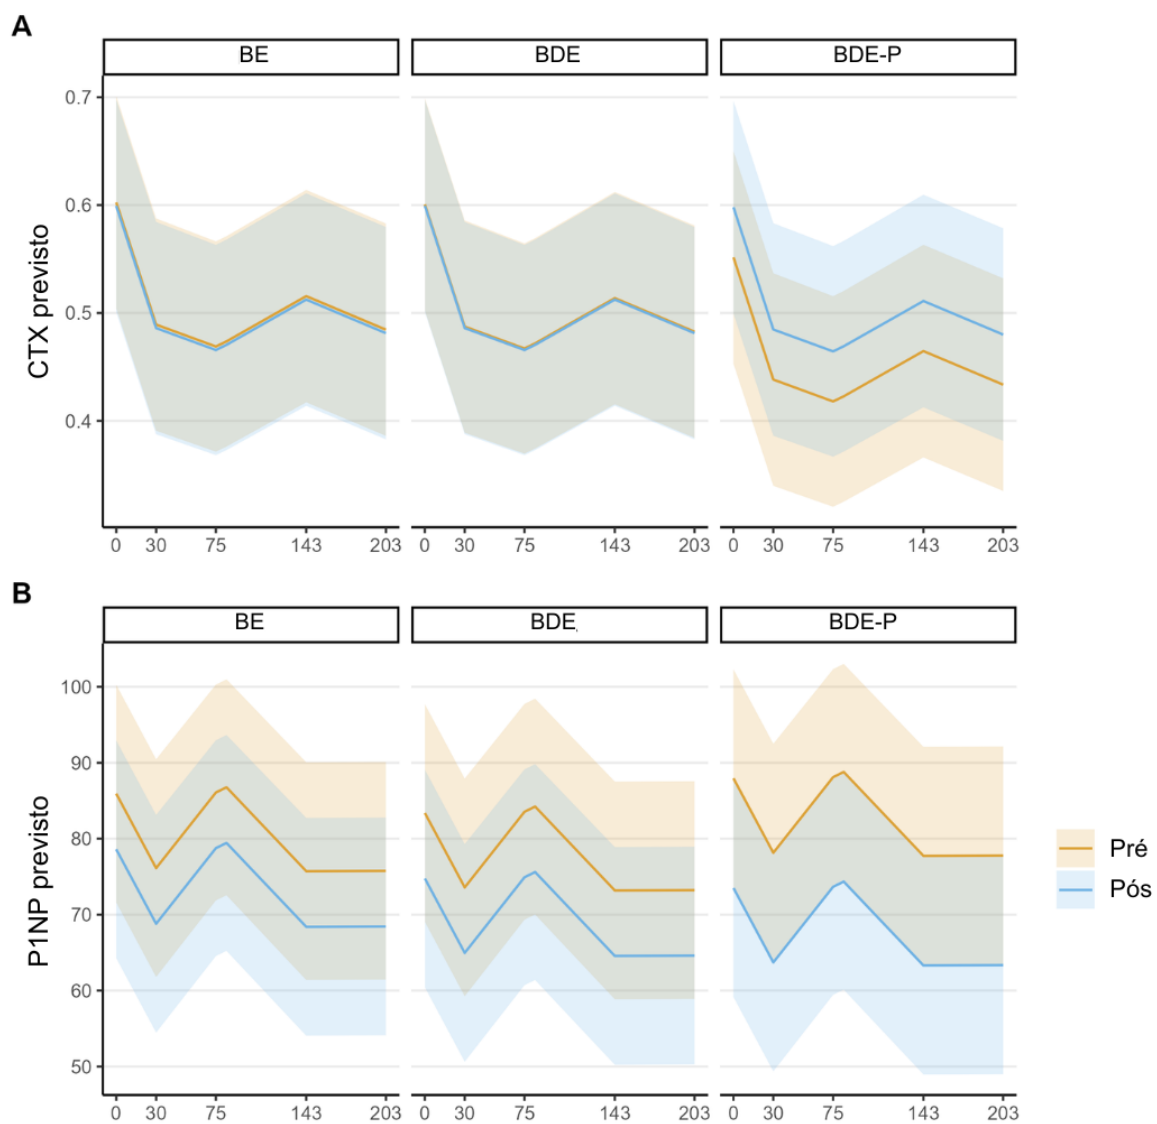 A
BE BDE BDE-P
CTX previsto
0.7
0.6
0.5
0.4
0 30 75 143 203 0 30 75 143 203 0 30 75 143 203
B
BE BDE, BDE-P
P1NP previsto
100
90
80
70
60
50
Pré
Pós
0 30 75 143 203 0 30 75 143 203 0 30 75 143 203